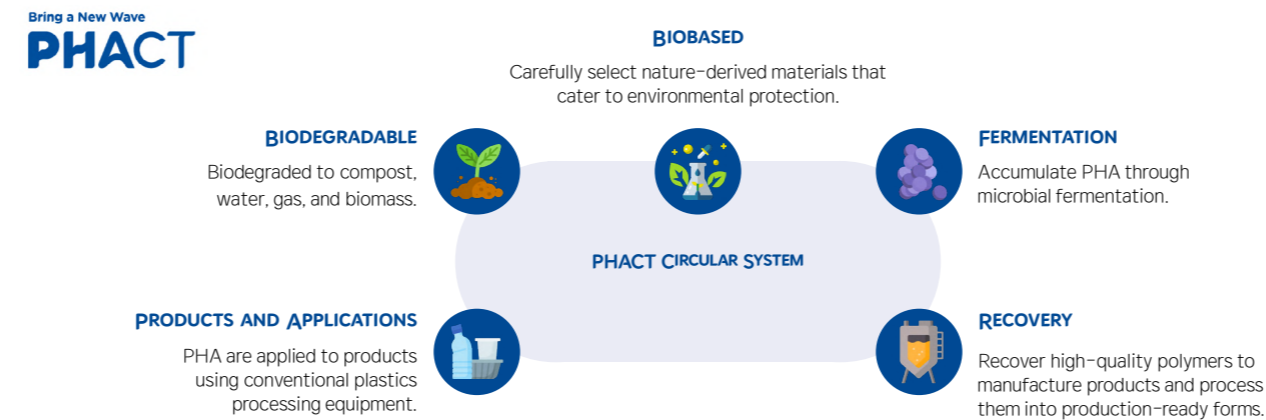 Bring a New Wave
PHACT
BIOBASED
Carefully select nature-derived materials that
cater to environmental protection.
BIODEGRADABLE
Biodegraded to compost,
water, gas, and biomass.
FERMENTATION
Accumulate PHA through
microbial fermentation.
PHACT CIRCULAR SYSTEM
PRODUCTS AND APPLICATIONS
PHA are applied to products
using conventional plastics
processing equipment.
RECOVERY
Recover high-quality polymers to
manufacture products and process
them into production-ready forms.